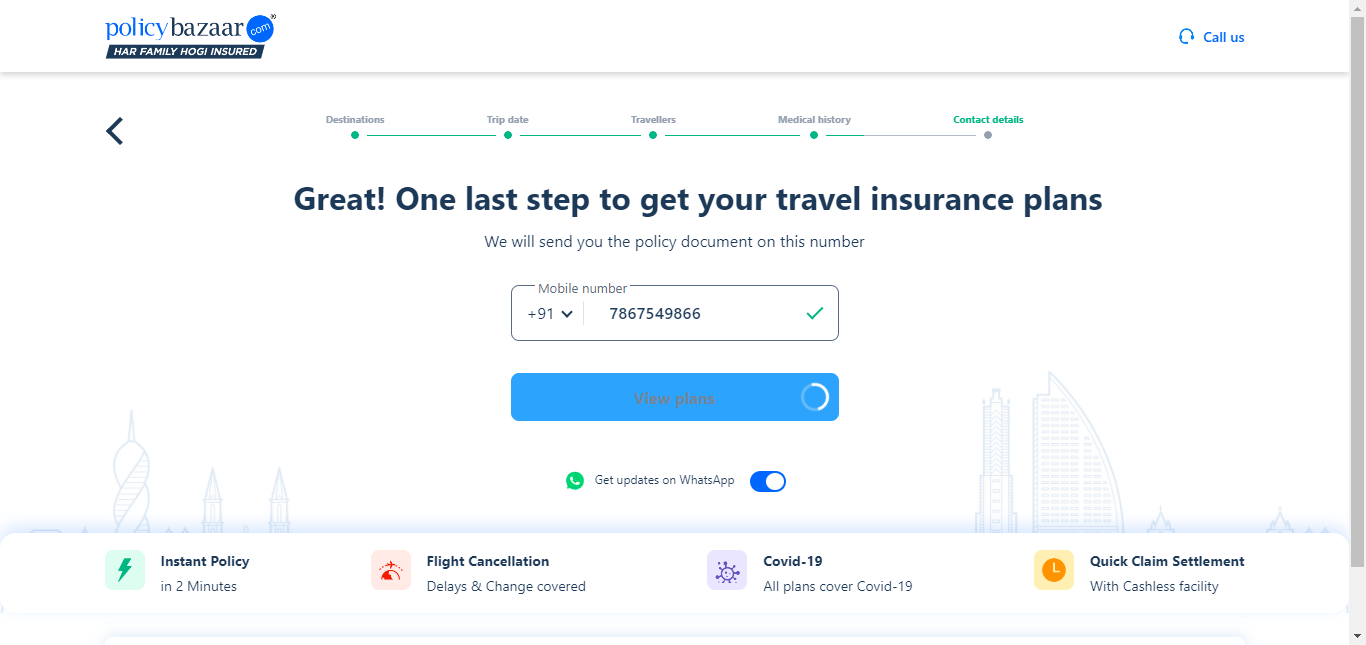 policybazaar.com®
HAR FAMILY HOGI INSURED
Call us
Destinations
Trip date
Travellers
Medical history
Contact details
Great! One last step to get your travel insurance plans
We will send you the policy document on this number
Mobile number
+91 7867549866
View plans
Get updates on WhatsApp
Instant Policy
in 2 Minutes
Flight Cancellation
Delays & Change covered
Covid-19
All plans cover Covid-19
Quick Claim Settlement
With Cashless facility